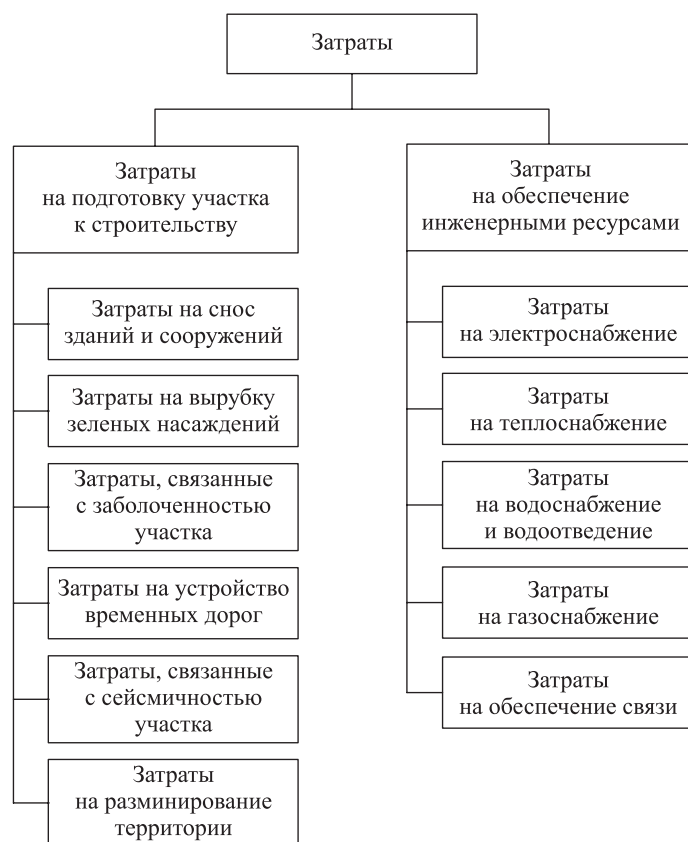 Затраты
Затраты
на подготовку участка
к строительству
Затраты на снос
зданий и сооружений
Затраты на вырубку
зеленых насаждений
Затраты, связанные
с заболоченностью
участка
Затраты на устройство
временных дорог
Затраты, связанные
с сейсмичностью
участка
Затраты
на разминирование
территории
Затраты
на обеспечение
инженерными ресурсами
Затраты
на электроснабжение
Затраты
на теплоснабжение
Затраты
на водоснабжение
и водоотведение
Затраты
на газоснабжение
Затраты
на обеспечение связи